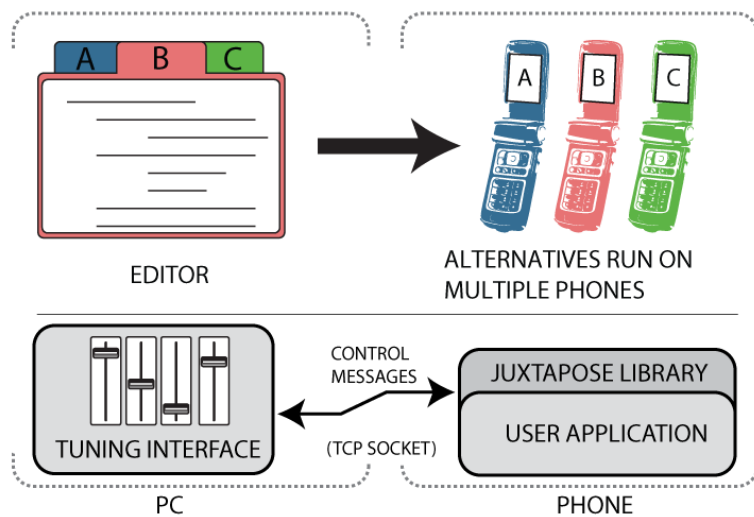 A B C
A B C
EDITOR
ALTERNATIVES RUN ON
MULTIPLE PHONES
TUNING INTERFACE
CONTROL
MESSAGES
(TCP SOCKET)
JUXTAPOSE LIBRARY
USER APPLICATION
PC
PHONE